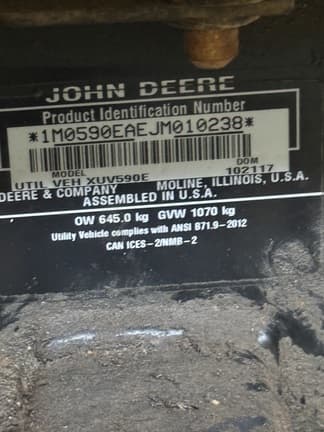 JOHN DEERE
Product Identification Number
*1M0590EAEJM010238*
MODEL DOM
UTIL VEH XUV590E 102117
DEERE & COMPANY MOLINE, ILLINOIS, U.S.A.
ASSEMBLED IN U.S.A.
OW 645.0 kg GVW 1070 kg
Utility Vehicle complies with ANSI B71.9-2012
CAN ICES-2/NMB-2